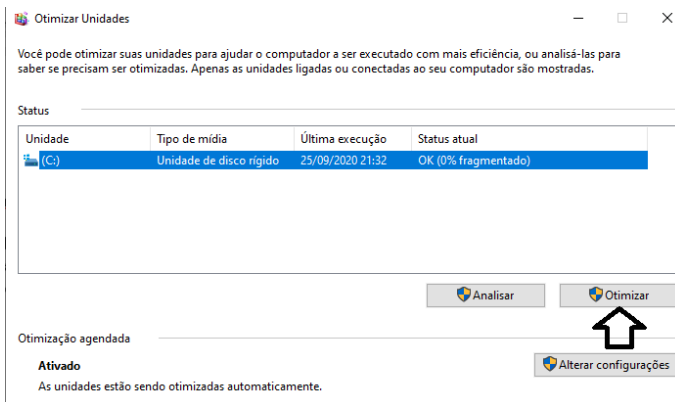 Otimizar Unidades
Você pode otimizar suas unidades para ajudar o computador a ser executado com mais eficiência, ou analisá-las para
saber se precisam ser otimizadas. Apenas as unidades ligadas ou conectadas ao seu computador são mostradas.
Status
Unidade Tipo de mídia Última execução Status atual
(C:) Unidade de disco rígido 25/09/2020 21:32 OK (0% fragmentado)
Analisar Otimizar
Otimização agendada
Ativado Alterar configurações
As unidades estão sendo otimizadas automaticamente.